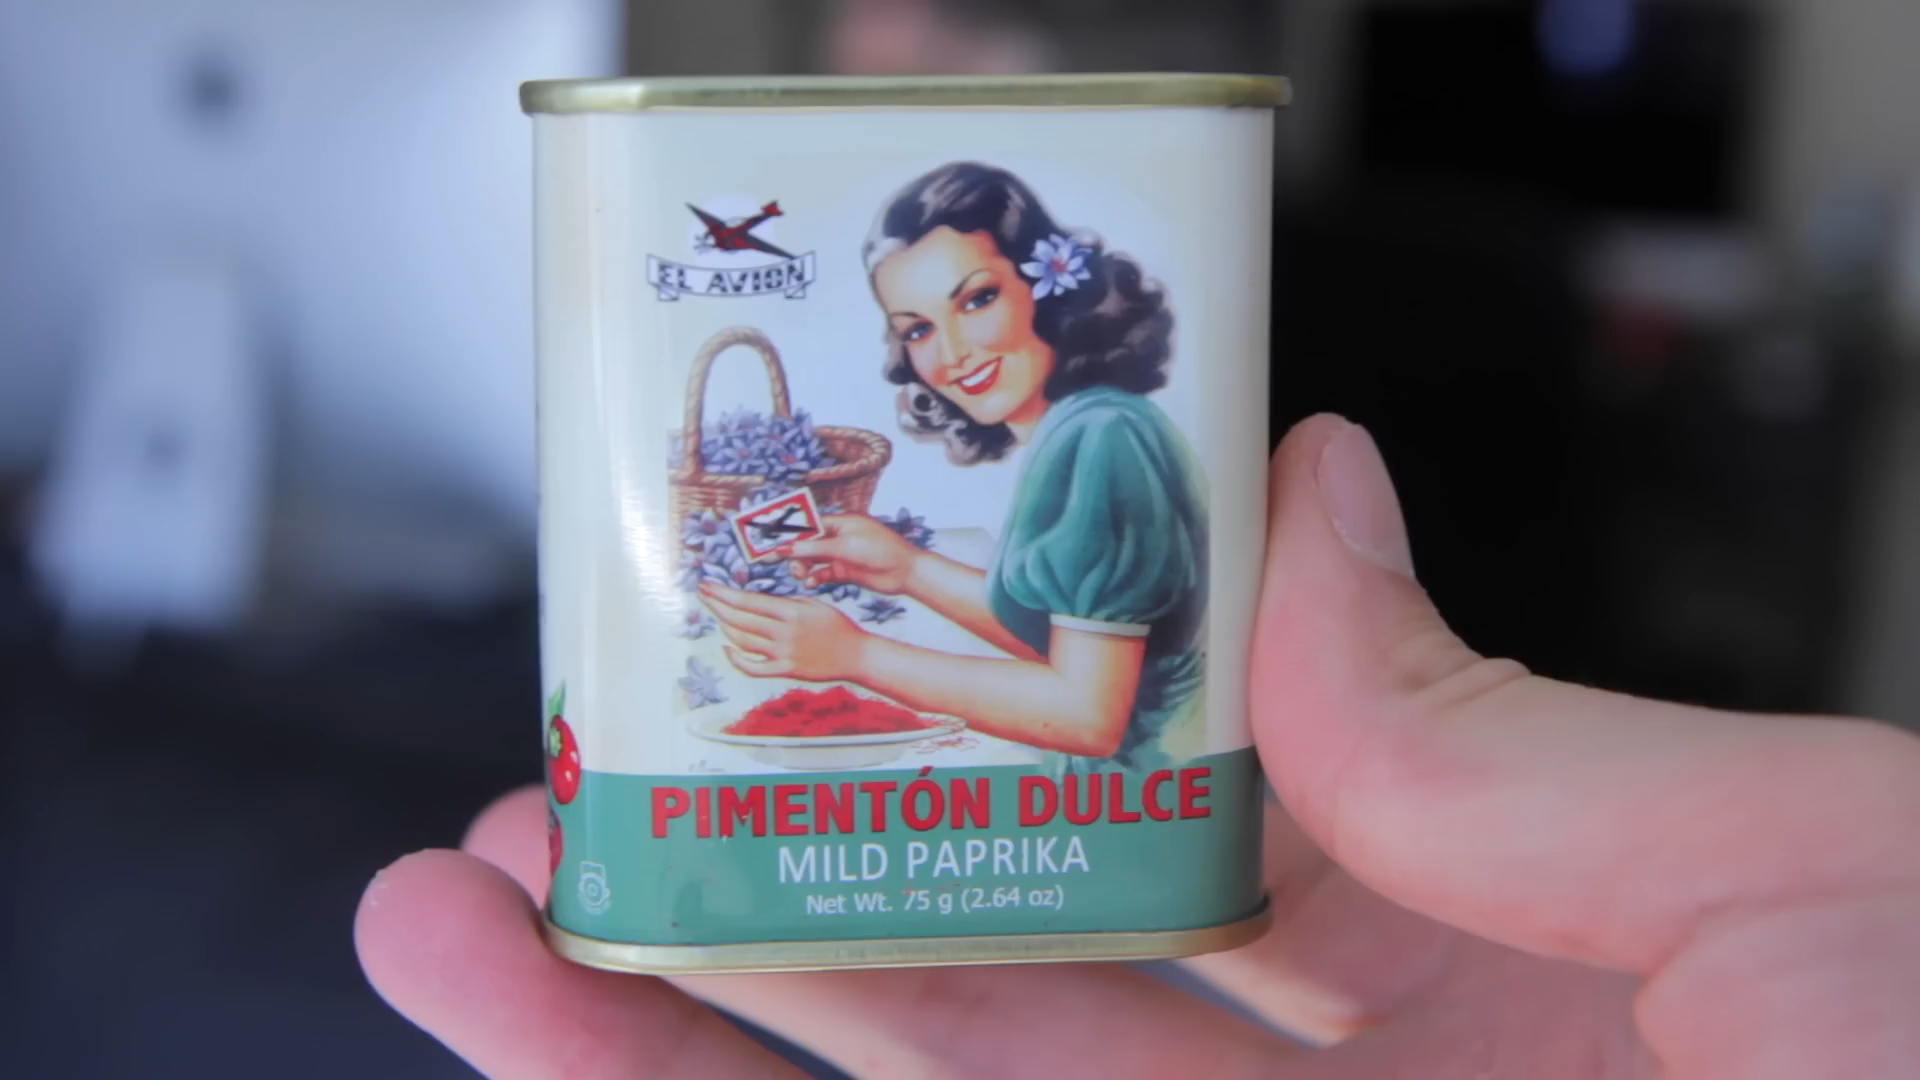 EL AVION
PIMENTÓN DULCE
MILD PAPRIKA
Net Wt. 75 g (2.64 oz)